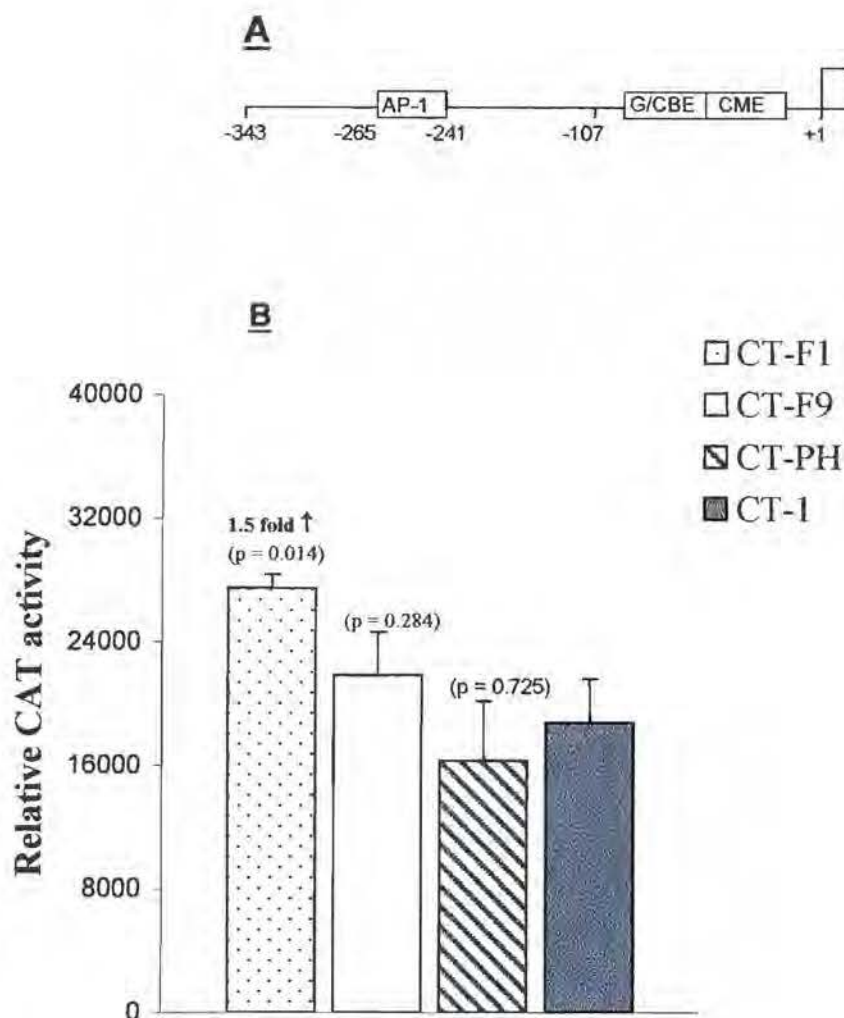 A
AP-1 G/CBE CME
-343 -265 -241 -107 +1
B
CT-F1
CT-F9
CT-PH
CT-1
Relative CAT activity
40000
32000
24000
16000
8000
0
1.5 fold ↑
(p = 0.014)
(p = 0.284)
(p = 0.725)